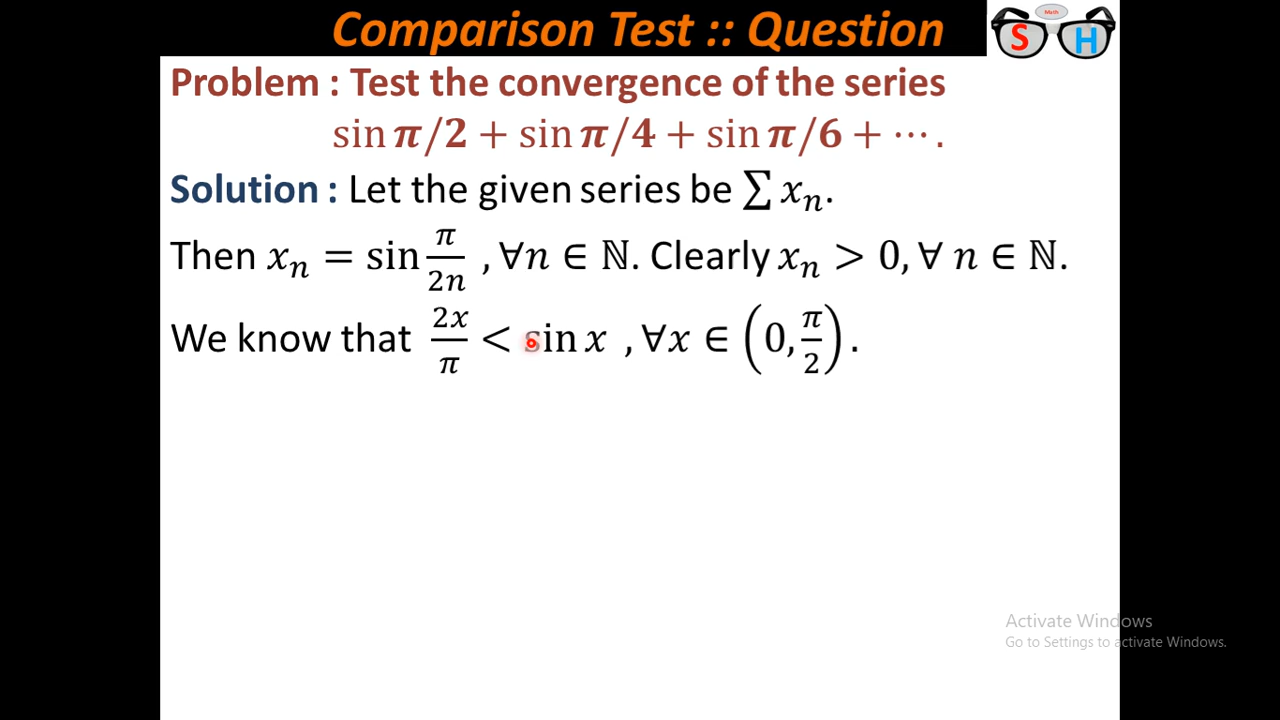 Comparison Test :: Question
Math
S H
Problem : Test the convergence of the series
sin π/2 + sin π/4 + sin π/6 + ⋯ .
Solution : Let the given series be ∑ xₙ.
Then xₙ = sin π/2n , ∀n ∈ ℕ. Clearly xₙ > 0, ∀ n ∈ ℕ.
We know that 2x/π < sin x , ∀x ∈ (0, π/2) .
Activate Windows
Go to Settings to activate Windows.